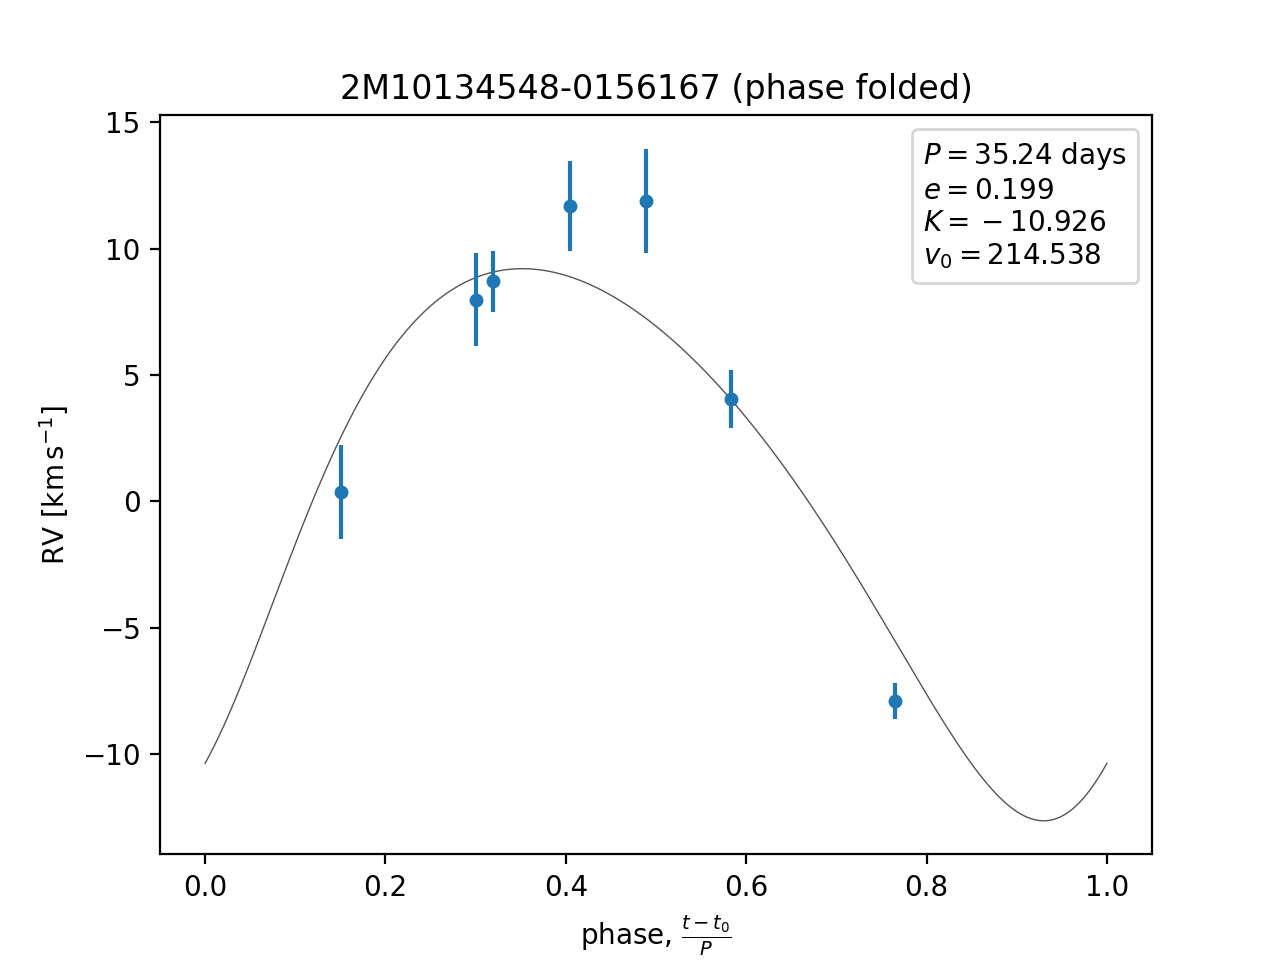 2M10134548-0156167 (phase folded)
P = 35.24 days
e = 0.199
K = −10.926
v₀ = 214.538
RV [km s⁻¹]
15
10
5
0
−5
−10
0.0 0.2 0.4 0.6 0.8 1.0
phase, (t − t₀)/P